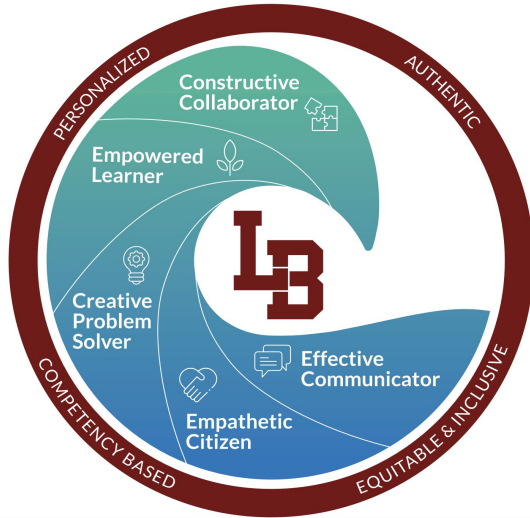 PERSONALIZED
AUTHENTIC
Constructive
Collaborator
Empowered
Learner
LB
Creative
Problem
Solver
Effective
Communicator
Empathetic
Citizen
COMPETENCY BASED
EQUITABLE & INCLUSIVE